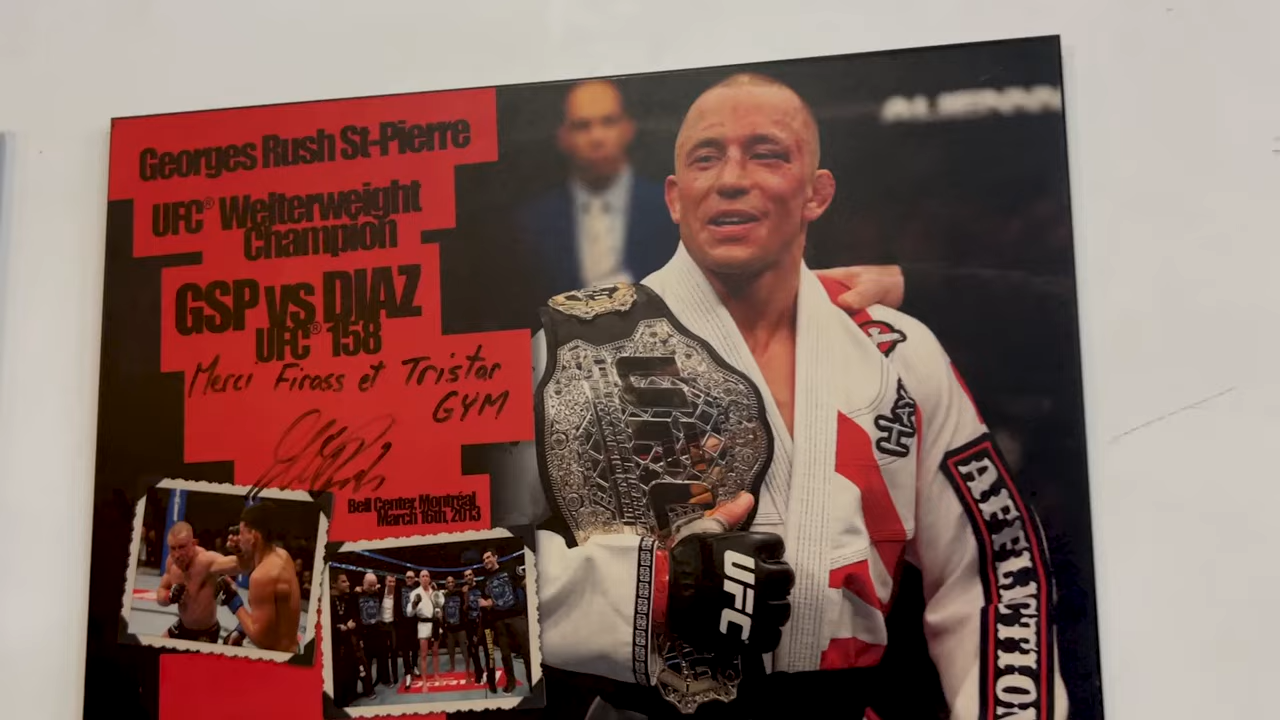 Georges Rush St-Pierre
UFC® Welterweight
Champion
GSP vs DIAZ
UFC® 158
Merci Firass et Tristar
GYM
Bell Center, Montréal,
March 16th, 2013
UFC
UFC
AFFLICTION